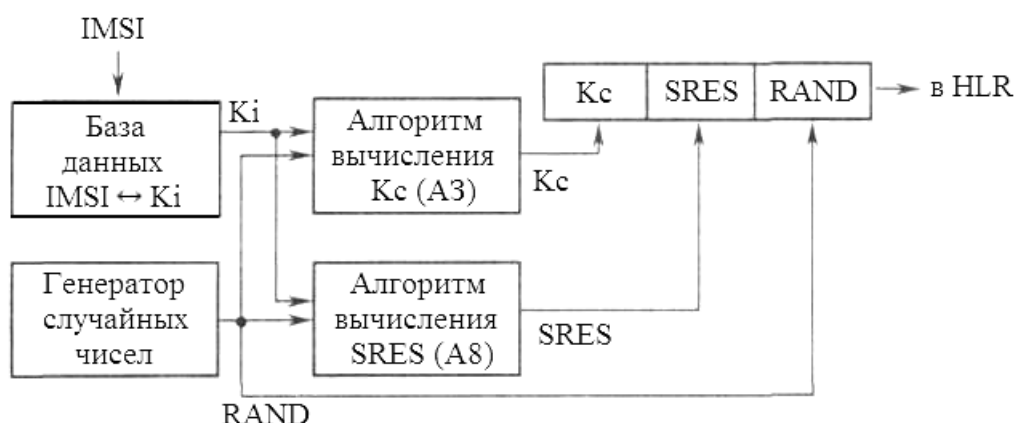 IMSI
Kc SRES RAND
в HLR
База
данных
IMSI ↔ Ki
Ki
Алгоритм
вычисления
Kc (A3)
Kc
Генератор
случайных
чисел
Алгоритм
вычисления
SRES (A8)
SRES
RAND